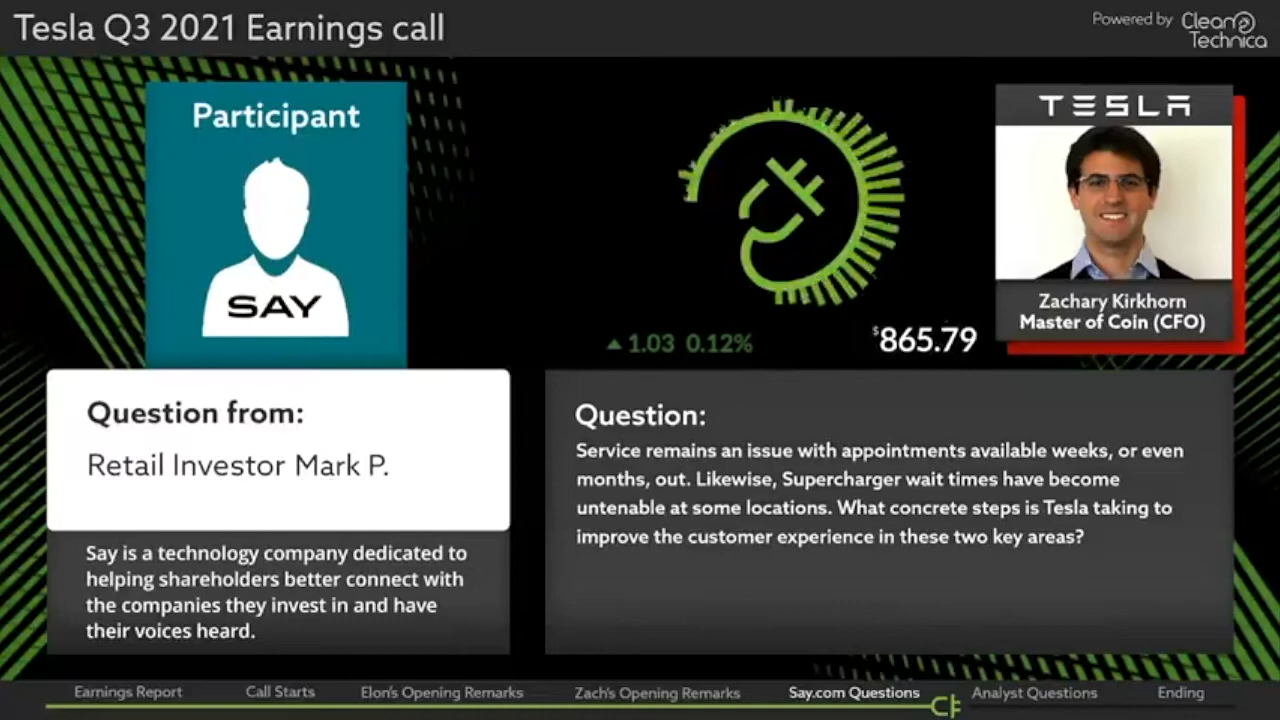 Tesla Q3 2021 Earnings call
Powered by
Clean
Technica
Participant
SAY
TESLA
Zachary Kirkhorn
Master of Coin (CFO)
▲ 1.03 0.12%
$865.79
Question from:
Retail Investor Mark P.
Say is a technology company dedicated to
helping shareholders better connect with
the companies they invest in and have
their voices heard.
Question:
Service remains an issue with appointments available weeks, or even
months, out. Likewise, Supercharger wait times have become
untenable at some locations. What concrete steps is Tesla taking to
improve the customer experience in these two key areas?
Earnings Report
Call Starts
Elon's Opening Remarks
Zach's Opening Remarks
Say.com Questions
Analyst Questions
Ending